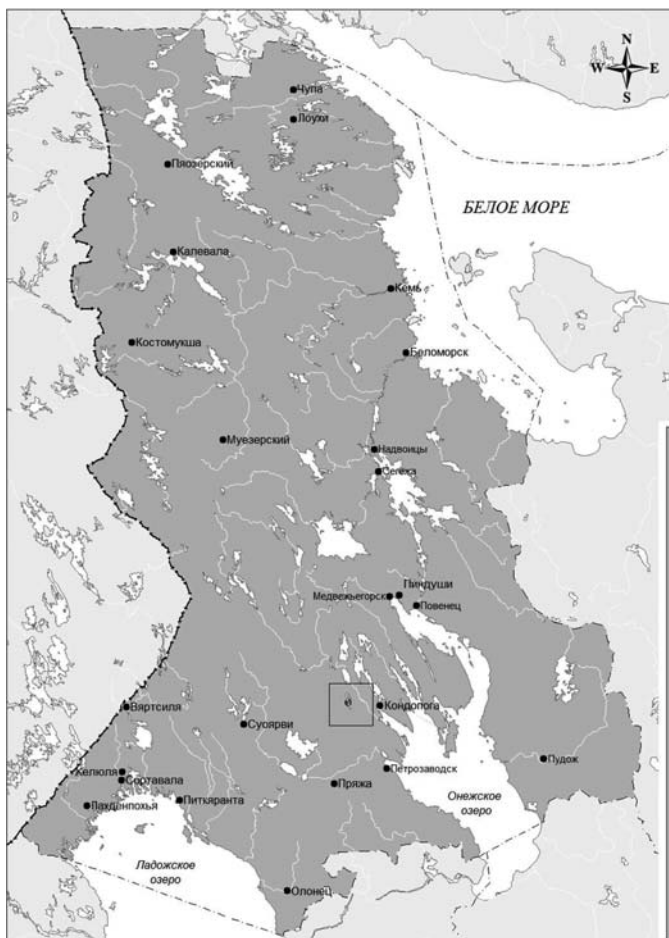 N
W E
S
Чупа
Лоухи
Пяозерский
БЕЛОЕ МОРЕ
Калевала
Кемь
Костомукша
Беломорск
Муезерский
Надвоицы
Сегежа
Пиндуши
Медвежьегорск
Повенец
Вяртсиля
Кондопога
Суоярви
Пудож
Петрозаводск
Хелюля
Сортавала
Пряжа
Питкяранта
Лахденпохья
Онежское
озеро
Ладожское
озеро
Олонец